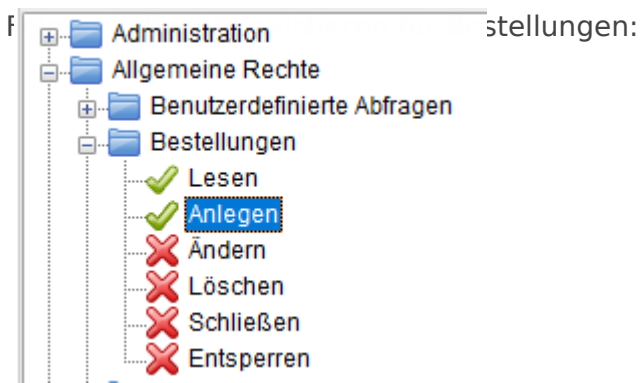 stellungen:
Administration
Allgemeine Rechte
Benutzerdefinierte Abfragen
Bestellungen
Lesen
Anlegen
Ändern
Löschen
Schließen
Entsperren